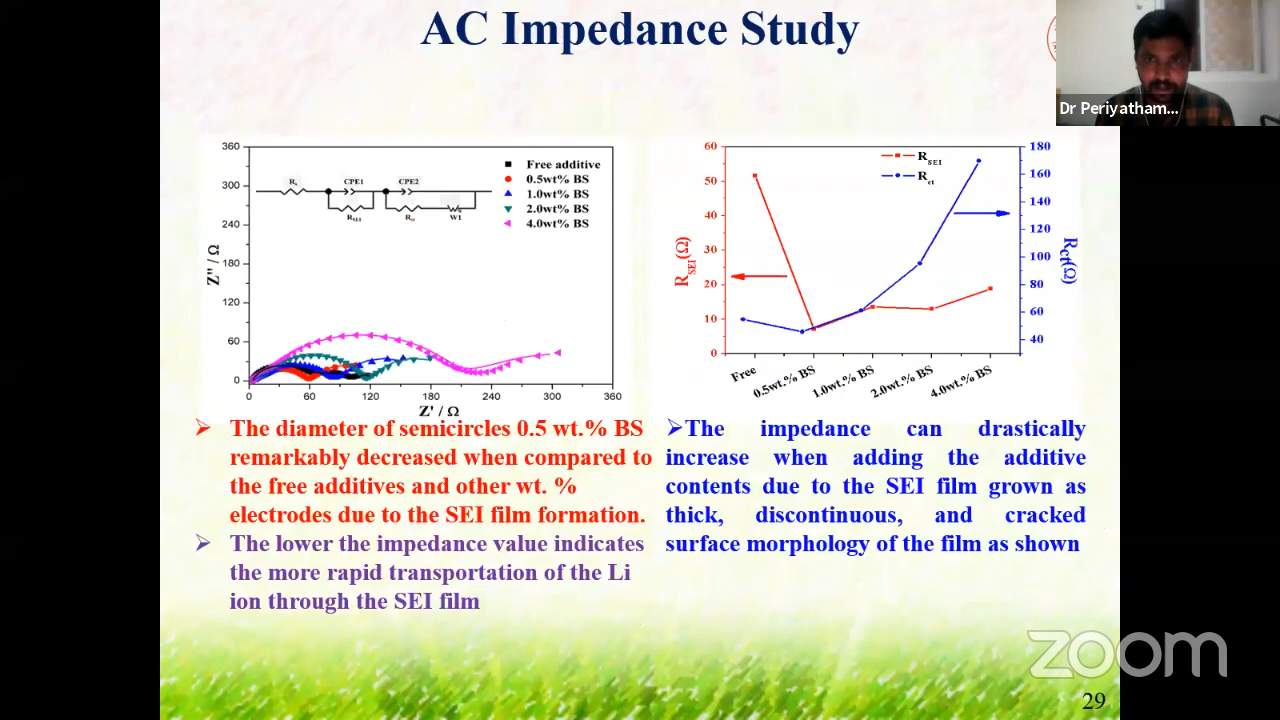 AC Impedance Study
Dr Periyatham...
360
300
240
180
120
60
0
Z'' / Ω
0
60
120
180
240
300
360
Z' / Ω
Rs
CPE1
RSEI
CPE2
Rct
W1
Free additive
0.5wt% BS
1.0wt% BS
2.0wt% BS
4.0wt% BS
60
50
40
30
20
10
0
RSEI(Ω)
RSEI
Rct
180
160
140
120
100
80
60
40
Rct(Ω)
Free
0.5wt.% BS
1.0wt.% BS
2.0wt.% BS
4.0wt.% BS
➢ The diameter of semicircles 0.5 wt.% BS
remarkably decreased when compared to
the free additives and other wt. %
electrodes due to the SEI film formation.
➢ The lower the impedance value indicates
the more rapid transportation of the Li
ion through the SEI film
➢The impedance can drastically
increase when adding the additive
contents due to the SEI film grown as
thick, discontinuous, and cracked
surface morphology of the film as shown
zoom
29